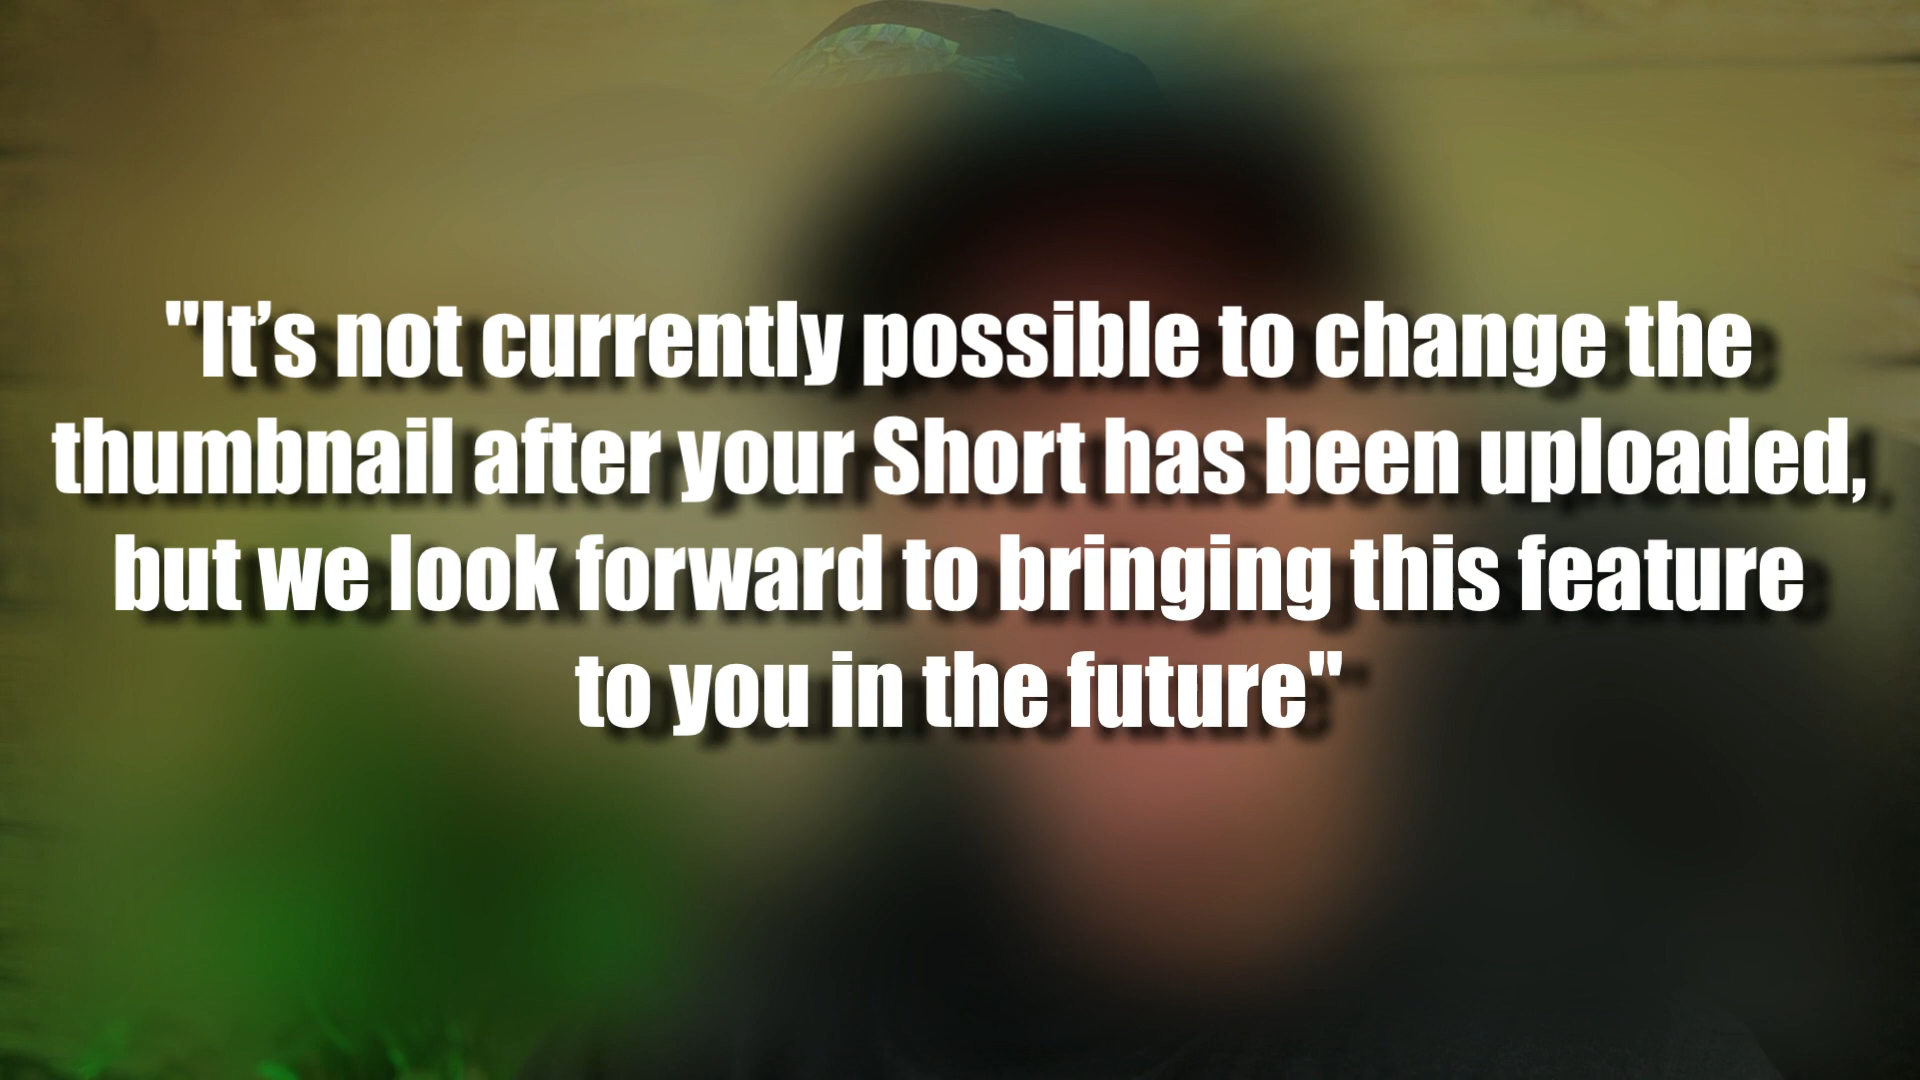 "It’s not currently possible to change the
thumbnail after your Short has been uploaded,
but we look forward to bringing this feature
to you in the future"